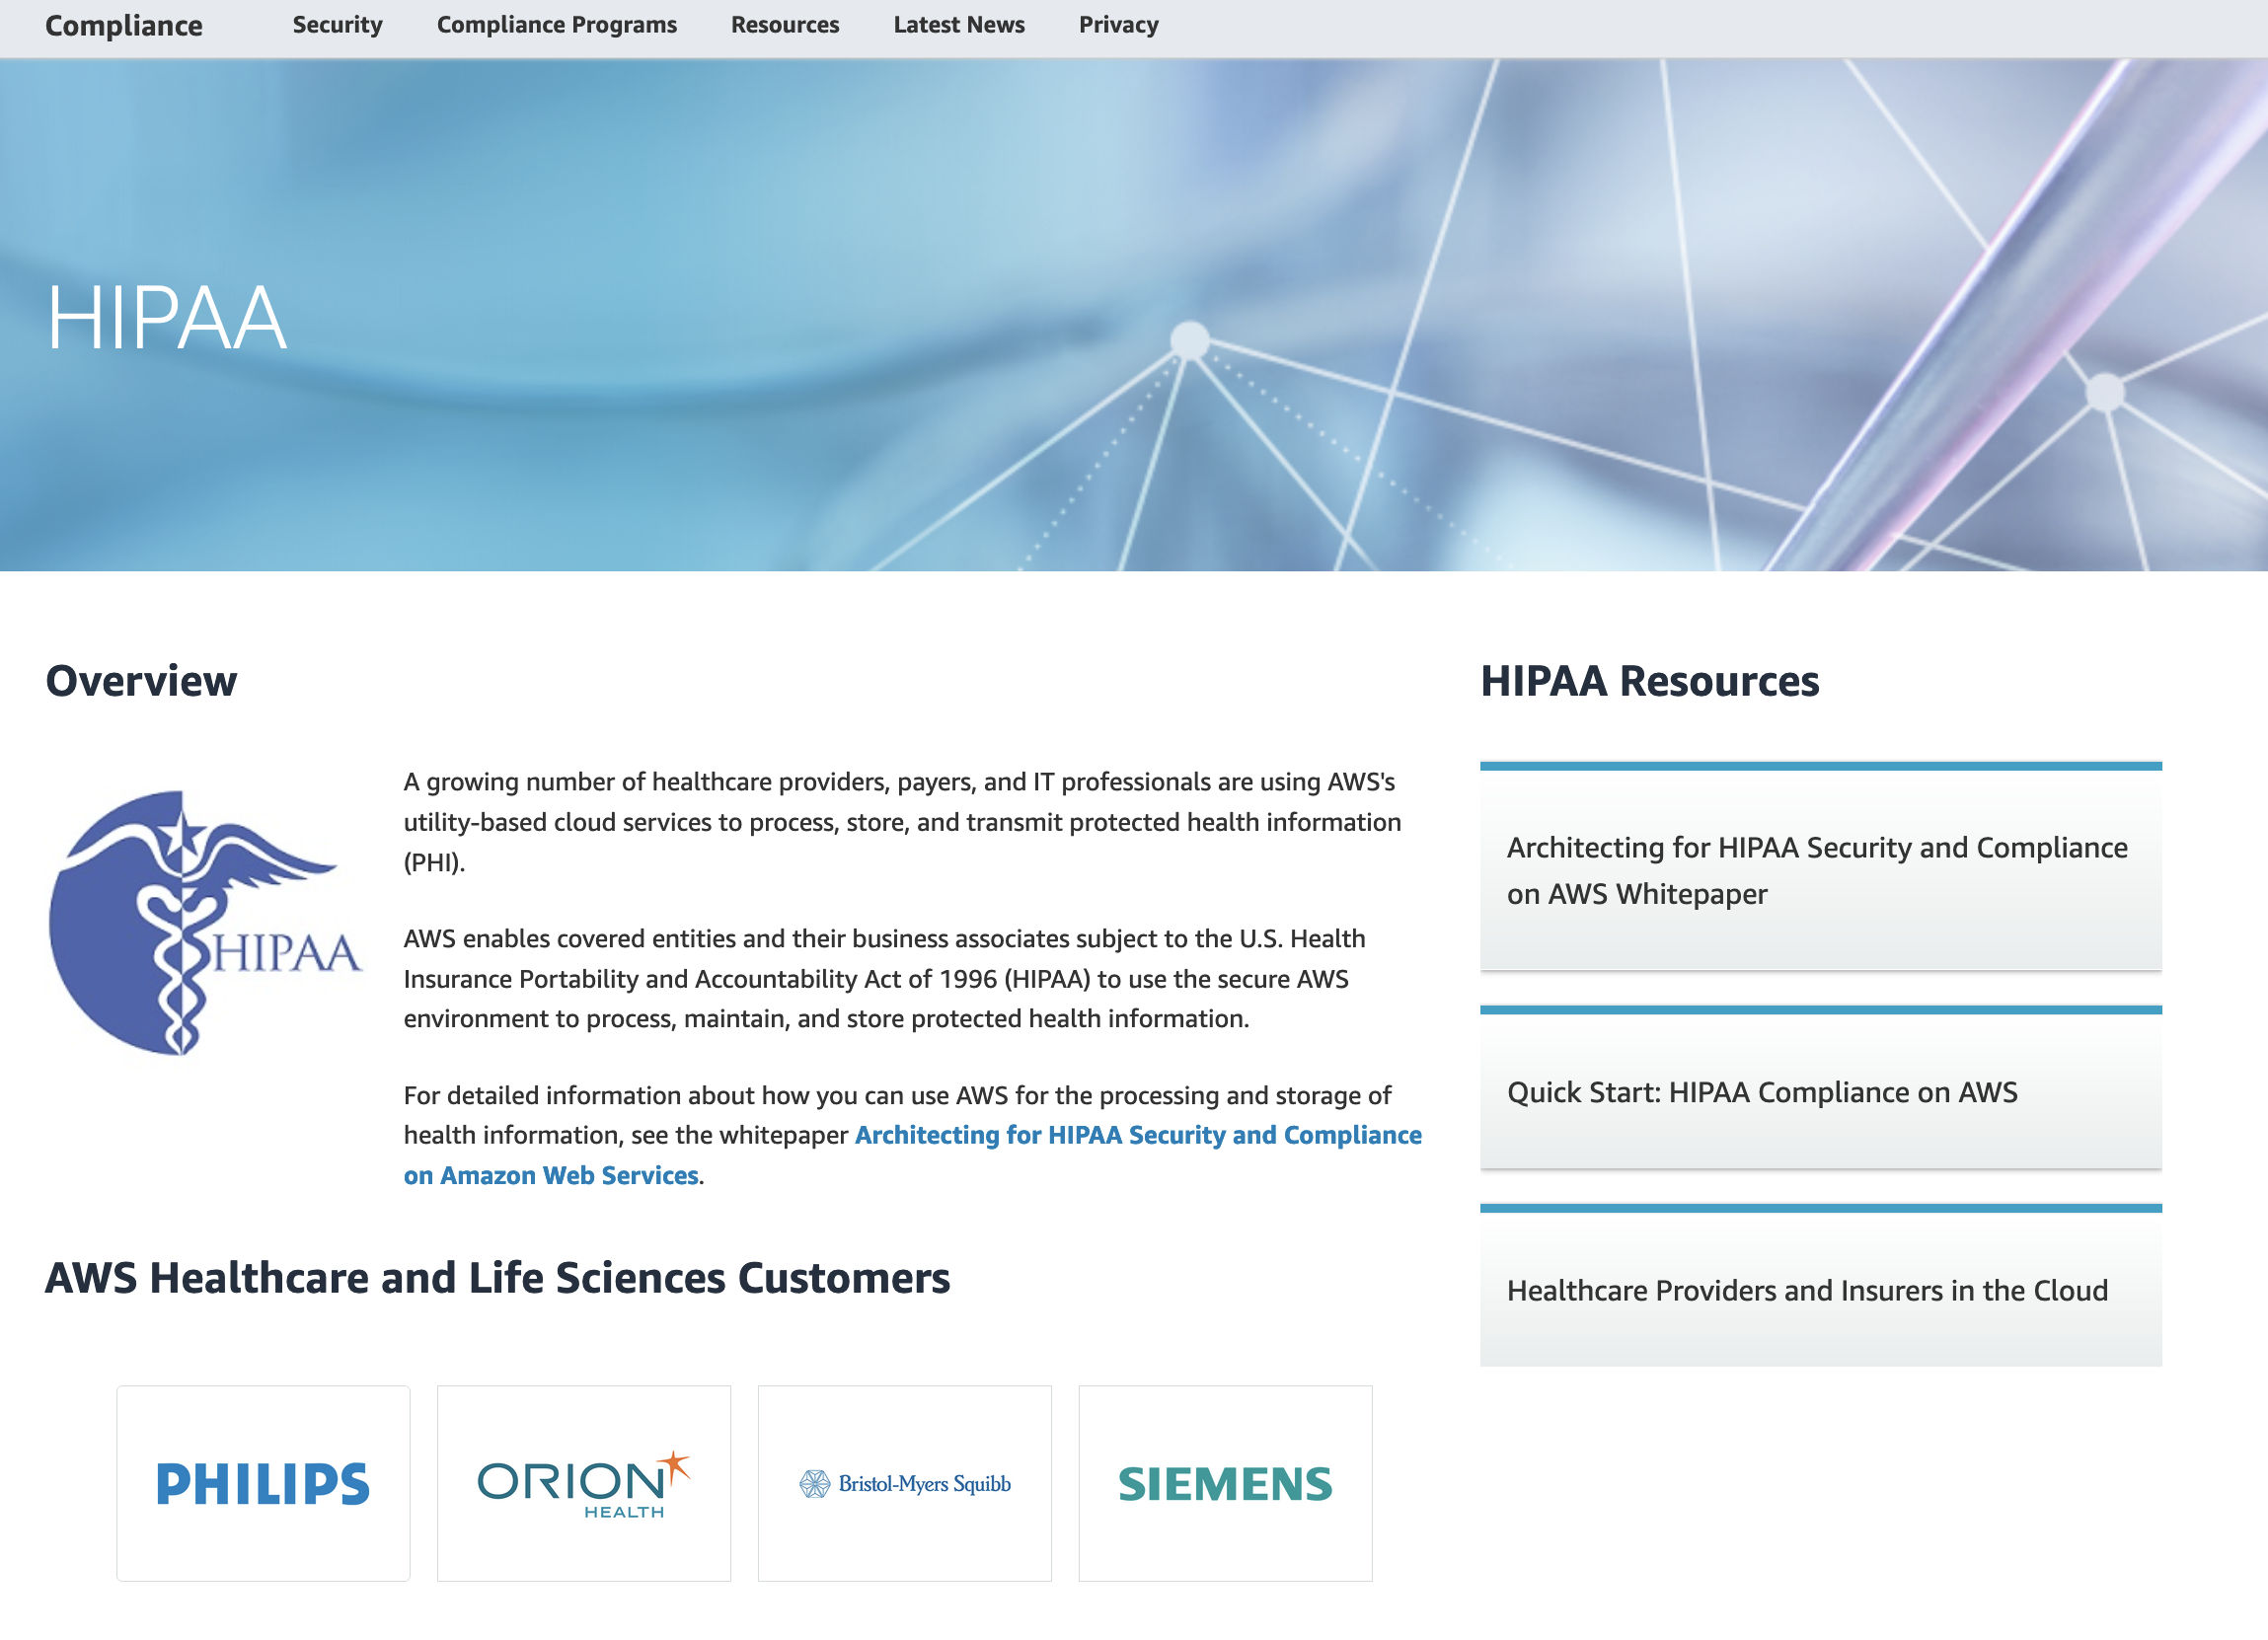 Compliance Security Compliance Programs Resources Latest News Privacy
HIPAA
Overview
HIPAA
A growing number of healthcare providers, payers, and IT professionals are using AWS's
utility-based cloud services to process, store, and transmit protected health information
(PHI).
AWS enables covered entities and their business associates subject to the U.S. Health
Insurance Portability and Accountability Act of 1996 (HIPAA) to use the secure AWS
environment to process, maintain, and store protected health information.
For detailed information about how you can use AWS for the processing and storage of
health information, see the whitepaper Architecting for HIPAA Security and Compliance
on Amazon Web Services.
AWS Healthcare and Life Sciences Customers
PHILIPS
ORION
HEALTH
Bristol-Myers Squibb
SIEMENS
HIPAA Resources
Architecting for HIPAA Security and Compliance
on AWS Whitepaper
Quick Start: HIPAA Compliance on AWS
Healthcare Providers and Insurers in the Cloud